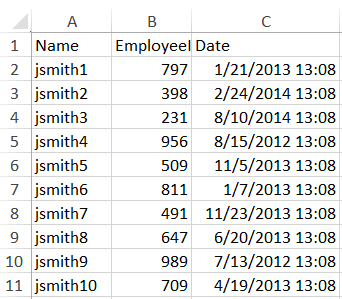 A B C
1 Name EmployeeI Date
2 jsmith1 797 1/21/2013 13:08
3 jsmith2 398 2/24/2014 13:08
4 jsmith3 231 8/10/2014 13:08
5 jsmith4 956 8/15/2012 13:08
6 jsmith5 509 11/5/2013 13:08
7 jsmith6 811 1/7/2013 13:08
8 jsmith7 491 11/23/2013 13:08
9 jsmith8 647 6/20/2013 13:08
10 jsmith9 989 7/13/2012 13:08
11 jsmith10 709 4/19/2013 13:08